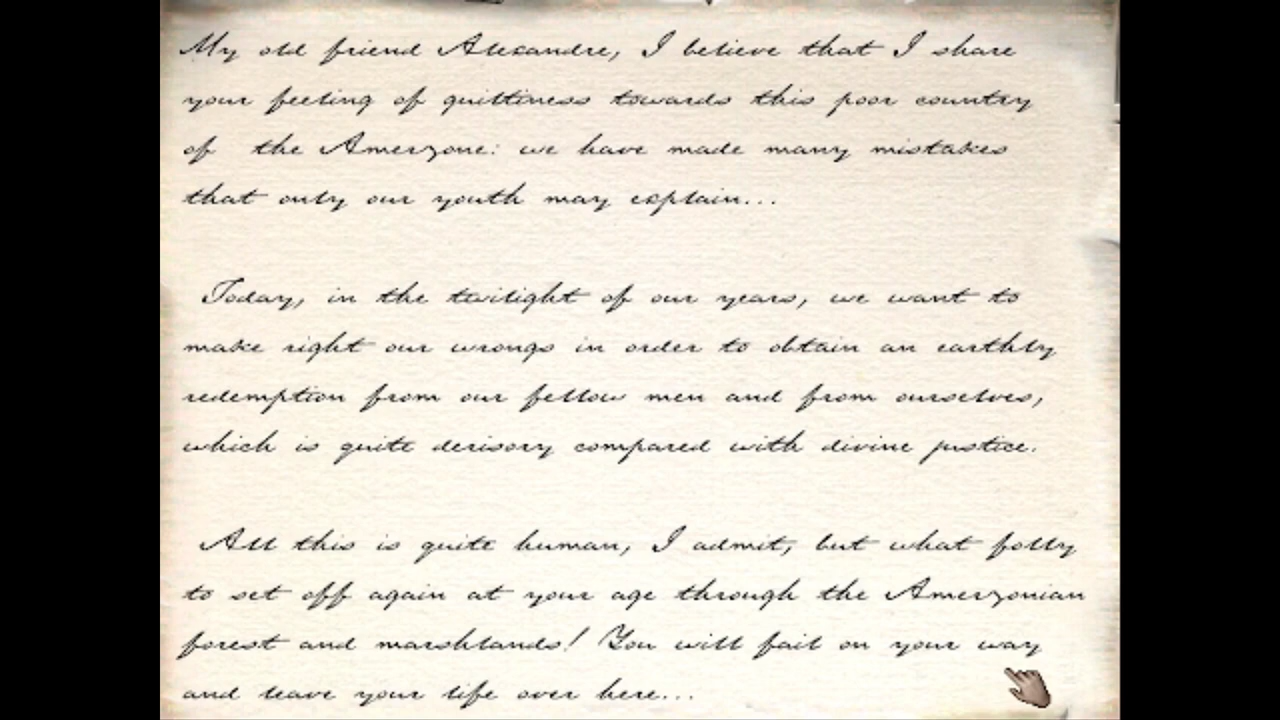 My old friend Alexandre, I believe that I share
your feeling of guiltiness towards this poor country
of the Amerzone: we have made many mistakes
that only our youth may explain...
Today, in the twilight of our years, we want to
make right our wrongs in order to obtain an earthly
redemption from our fellow men and from ourselves,
which is quite derisory compared with divine justice.
All this is quite human, I admit, but what folly
to set off again at your age through the Amerzonian
forest and marshlands! You will fail on your way
and leave your life over here...